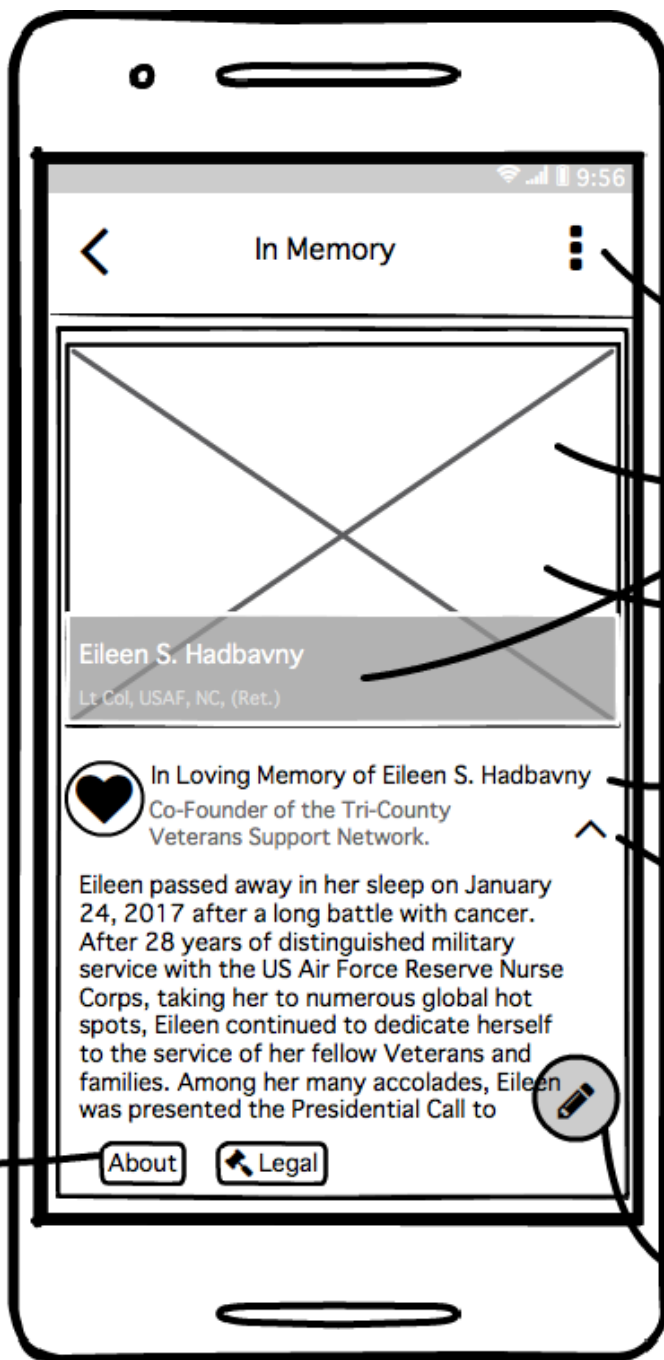 9:56
In Memory
Eileen S. Hadbavny
Lt Col, USAF, NC, (Ret.)
In Loving Memory of Eileen S. Hadbavny
Co-Founder of the Tri-County
Veterans Support Network.
Eileen passed away in her sleep on January
24, 2017 after a long battle with cancer.
After 28 years of distinguished military
service with the US Air Force Reserve Nurse
Corps, taking her to numerous global hot
spots, Eileen continued to dedicate herself
to the service of her fellow Veterans and
families. Among her many accolades, Eileen
was presented the Presidential Call to
About Legal